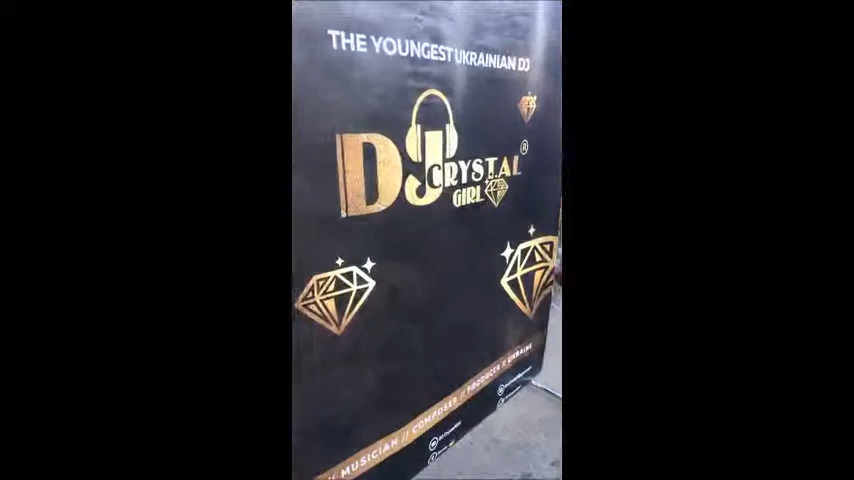 THE YOUNGEST UKRAINIAN DJ
DJ CRYSTAL ®
GIRL
// MUSICIAN // COMPOSER // PRODUCER // UKRAINE